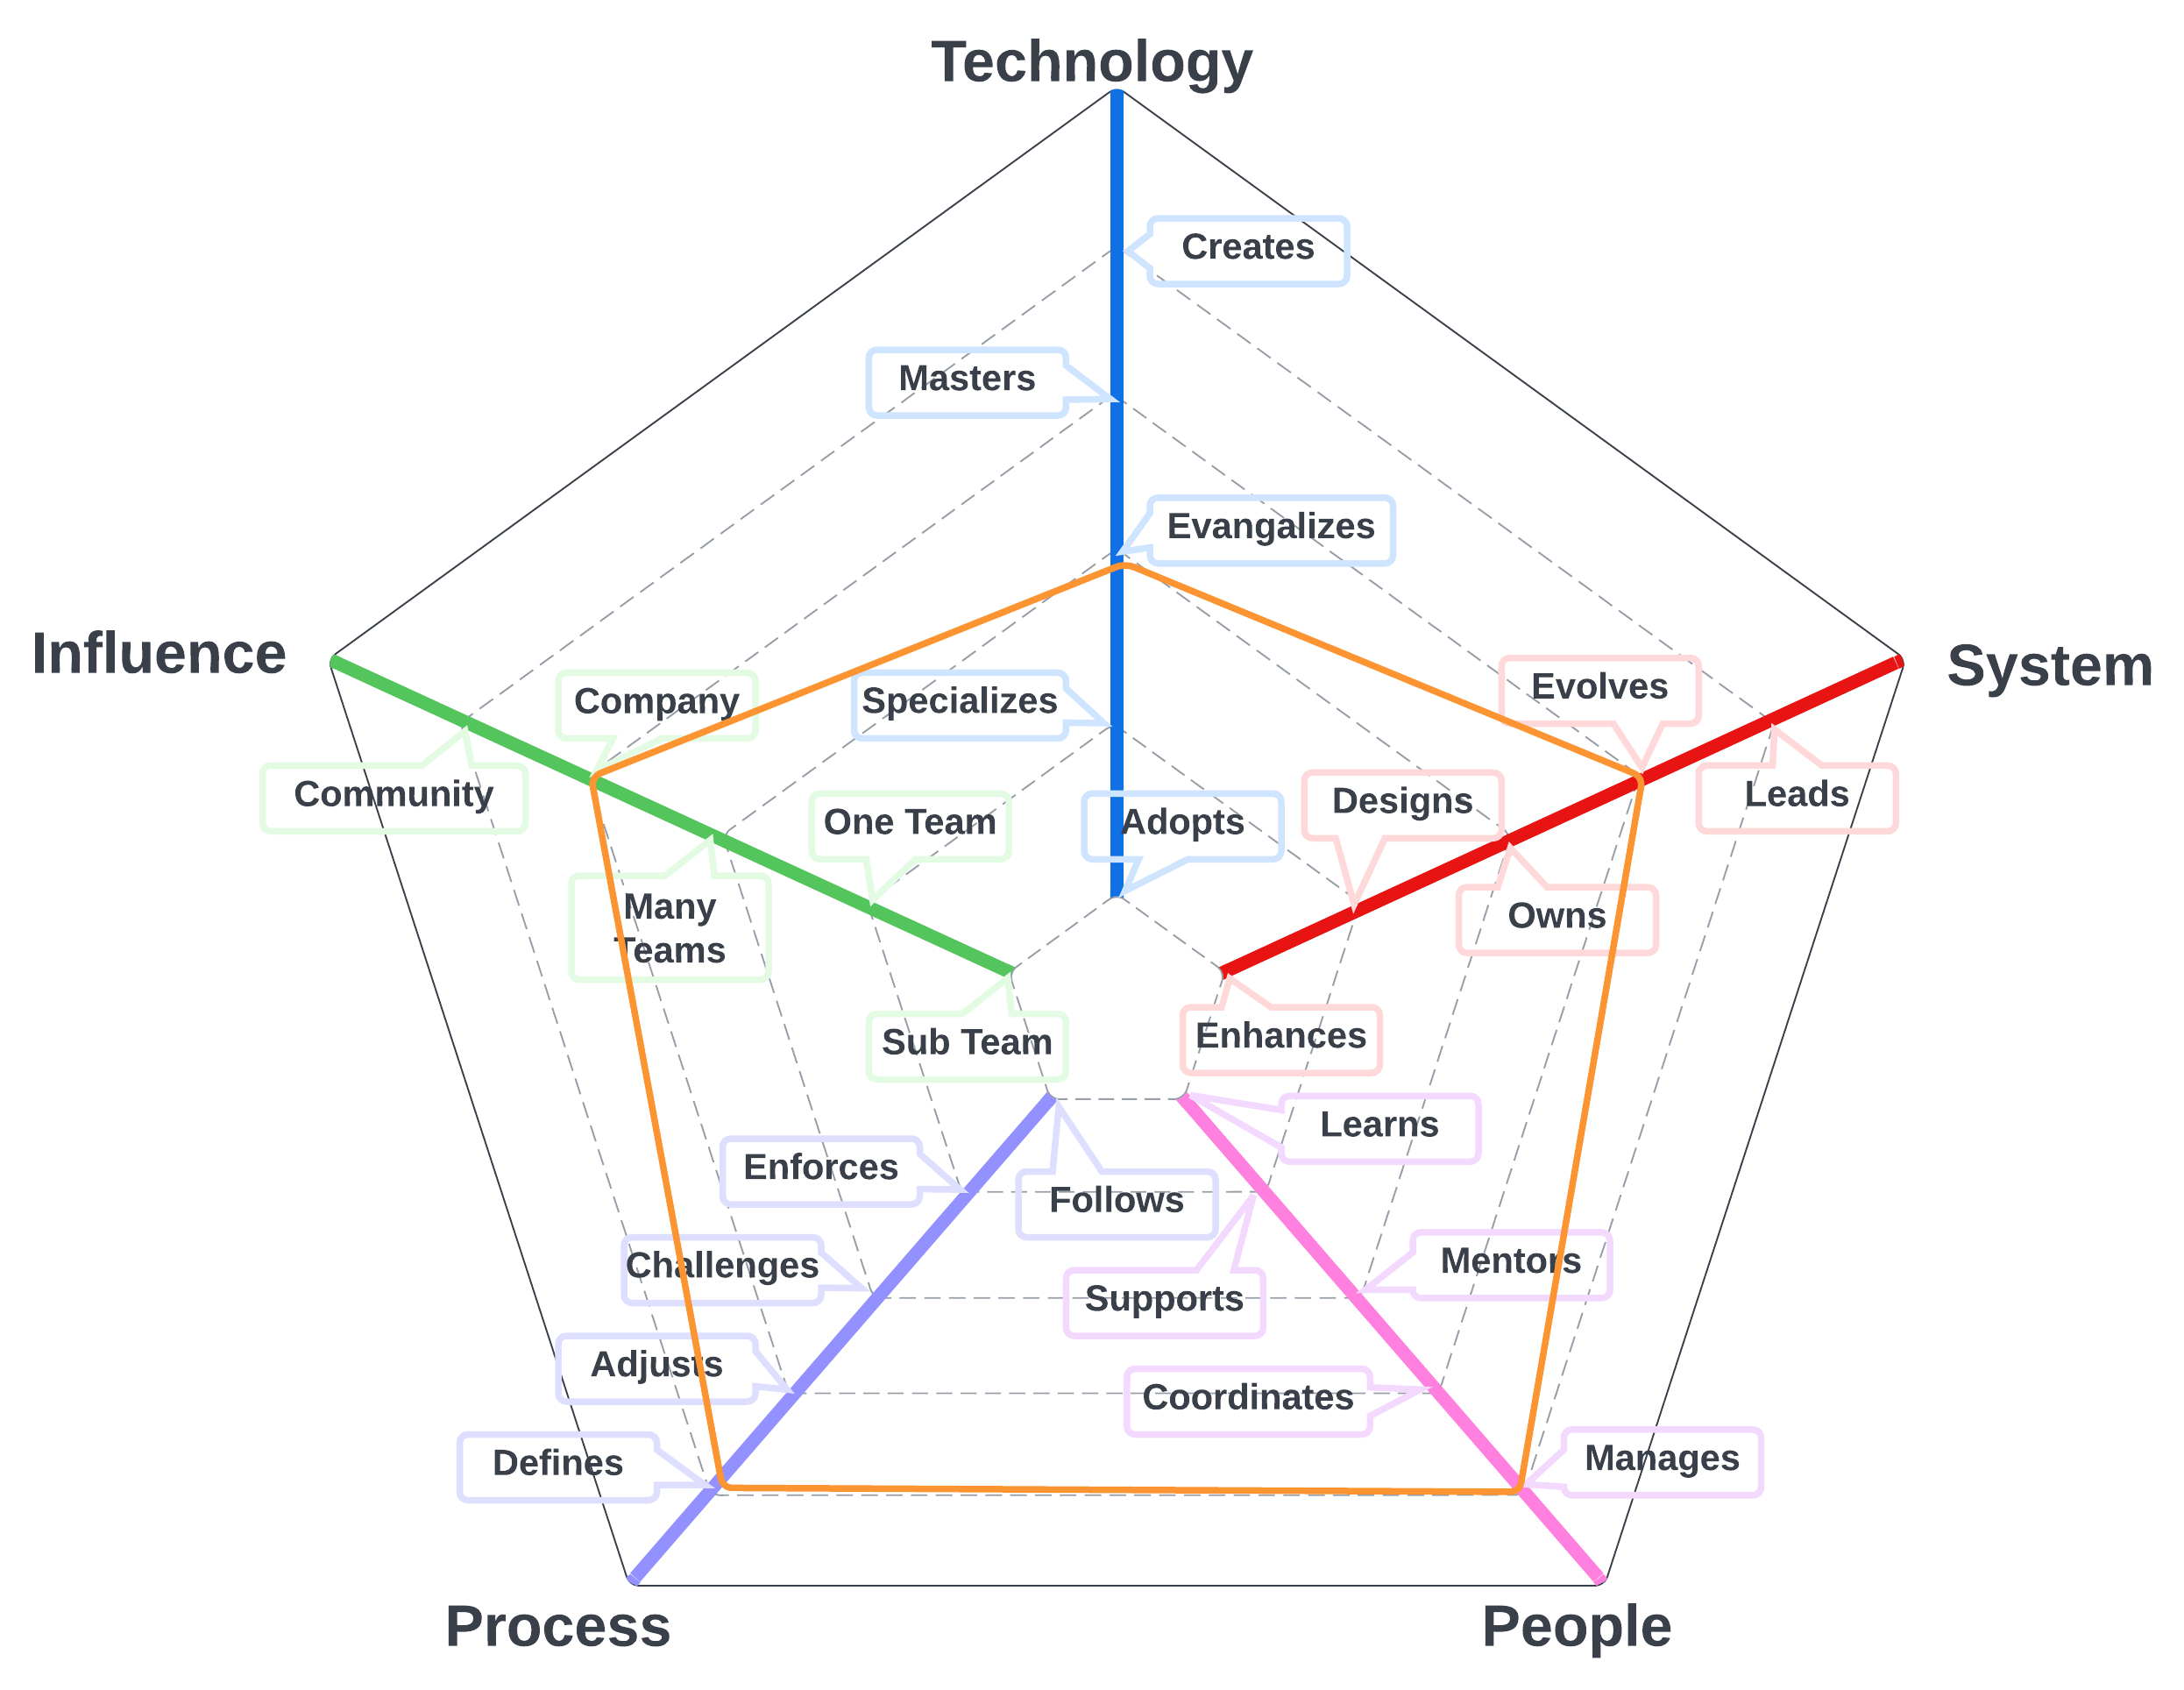 Technology
Creates
Masters
Evangalizes
Influence
System
Company
Specializes
Evolves
Community
One Team
Adopts
Designs
Leads
Many
Teams
Owns
Sub Team
Enhances
Learns
Enforces
Follows
Challenges
Supports
Mentors
Adjusts
Coordinates
Defines
Manages
Process
People